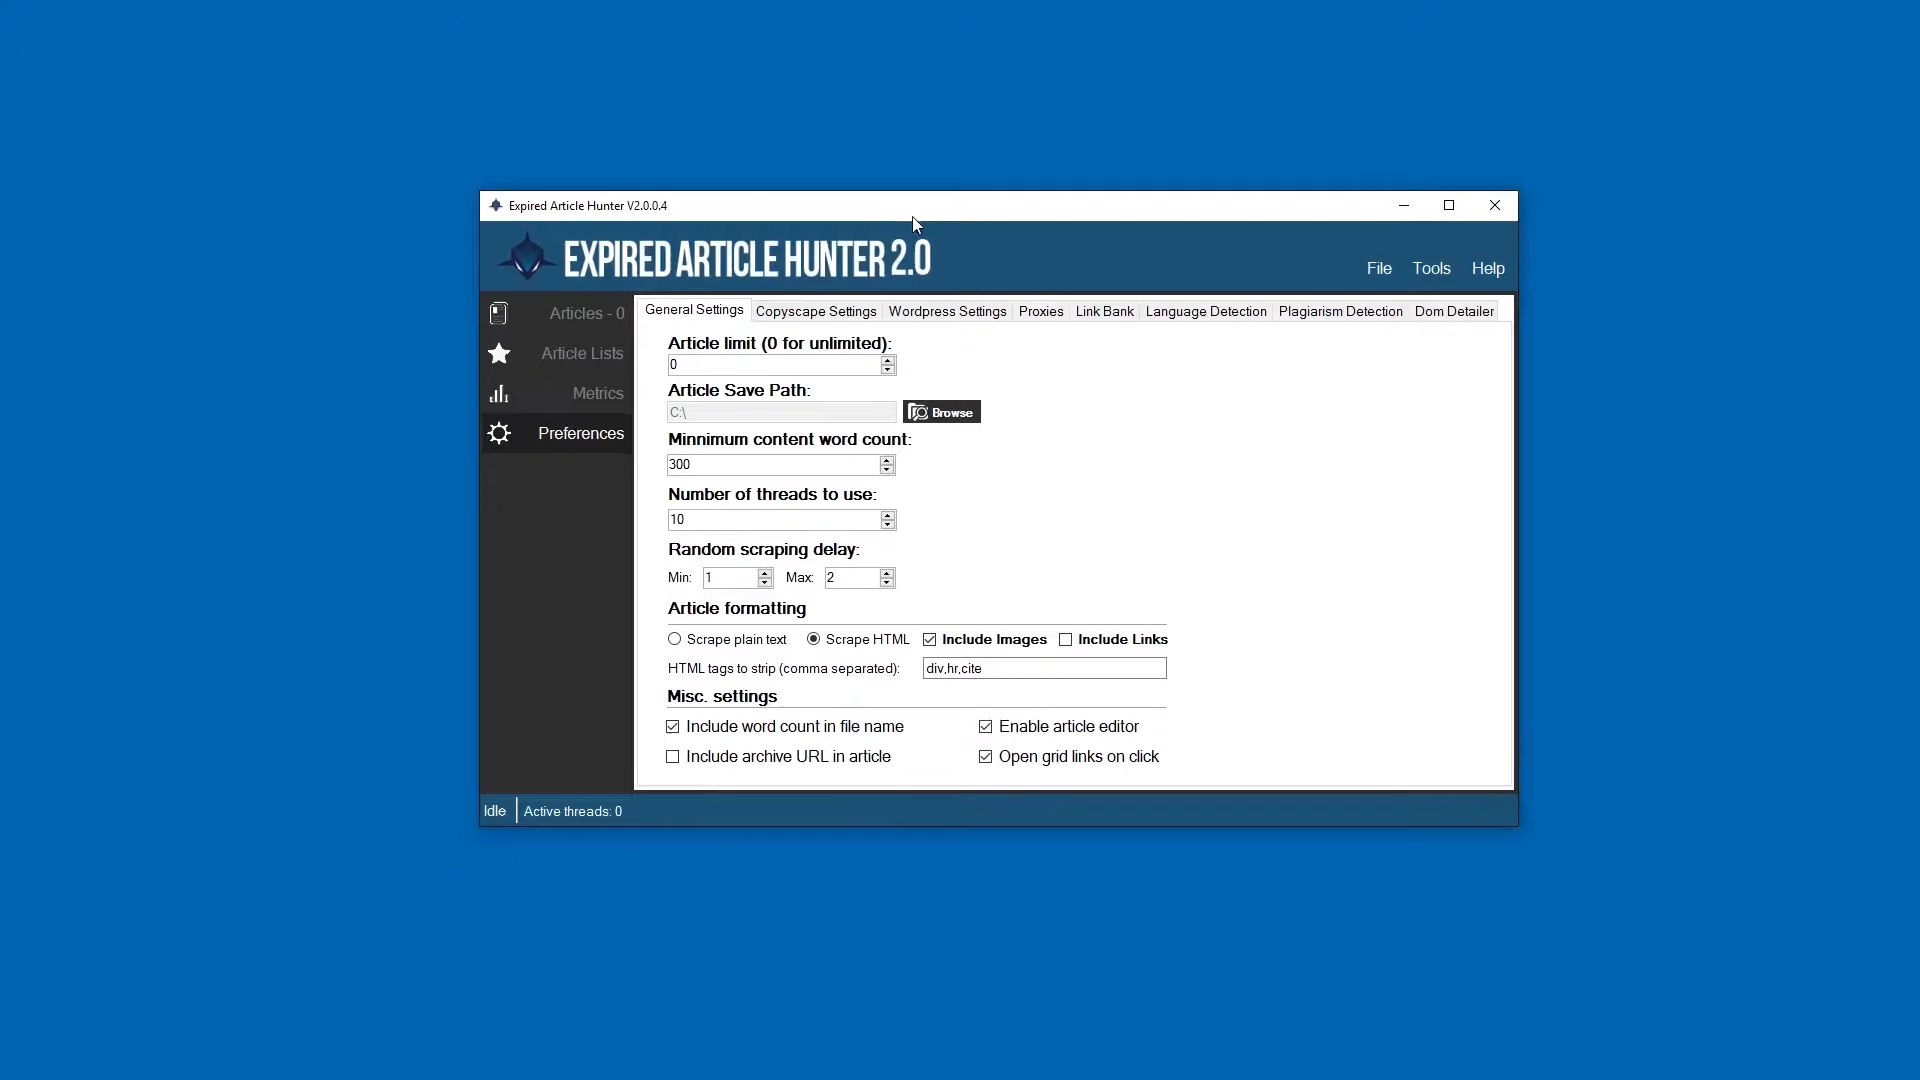 Expired Article Hunter V2.0.0.4
EXPIRED ARTICLE HUNTER 2.0
File Tools Help
Articles - 0
Article Lists
Metrics
Preferences
General Settings Copyscape Settings Wordpress Settings Proxies Link Bank Language Detection Plagiarism Detection Dom Detailer
Article limit (0 for unlimited):
0
Article Save Path:
C:\ Browse
Minnimum content word count:
300
Number of threads to use:
10
Random scraping delay:
Min: 1 Max: 2
Article formatting
Scrape plain text Scrape HTML Include Images Include Links
HTML tags to strip (comma separated): div,hr,cite
Misc. settings
Include word count in file name Enable article editor
Include archive URL in article Open grid links on click
Idle Active threads: 0